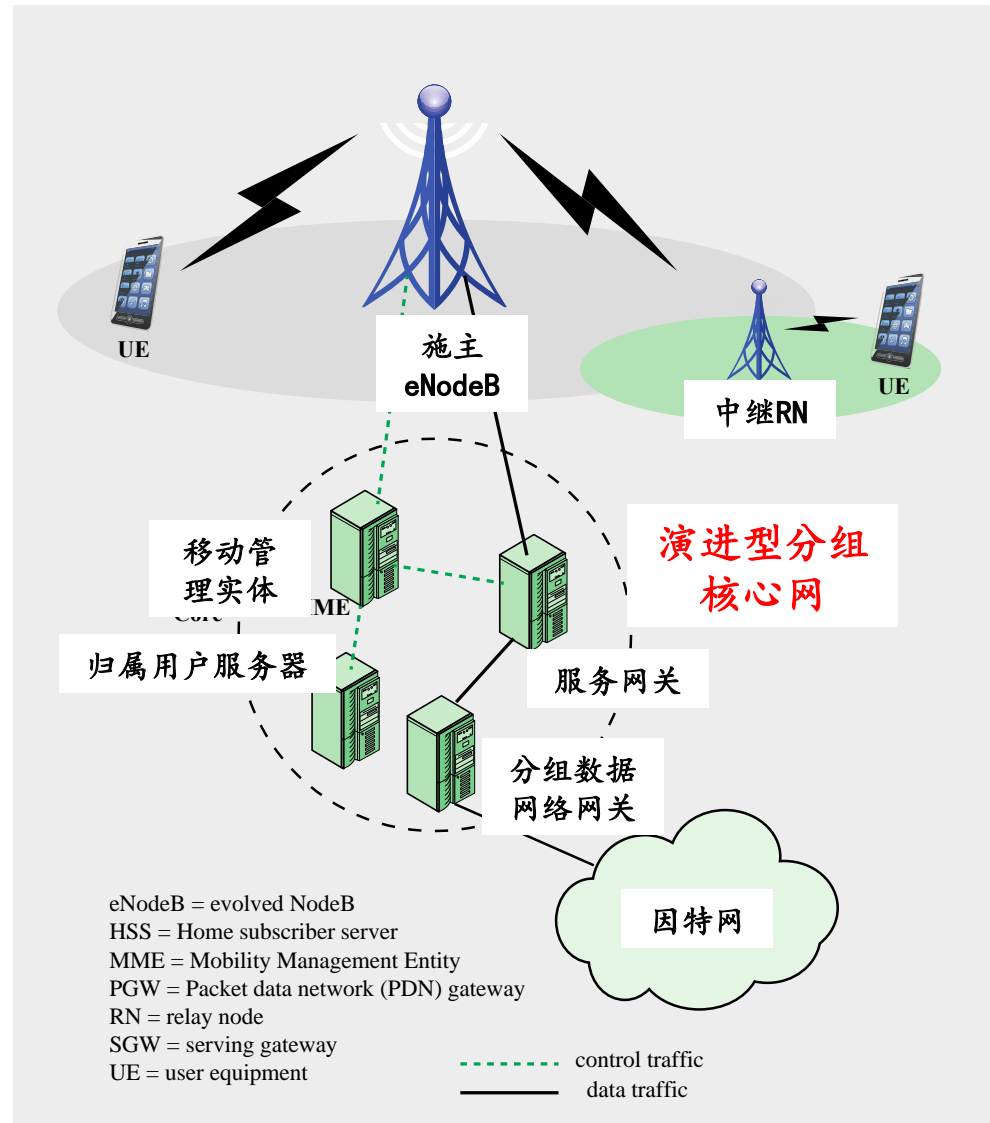 UE
施主
eNodeB
UE
中继RN
移动管
理实体
演进型分组
核心网
归属用户服务器
服务网关
分组数据
网络网关
因特网
eNodeB = evolved NodeB
HSS = Home subscriber server
MME = Mobility Management Entity
PGW = Packet data network (PDN) gateway
RN = relay node
SGW = serving gateway
UE = user equipment
control traffic
data traffic